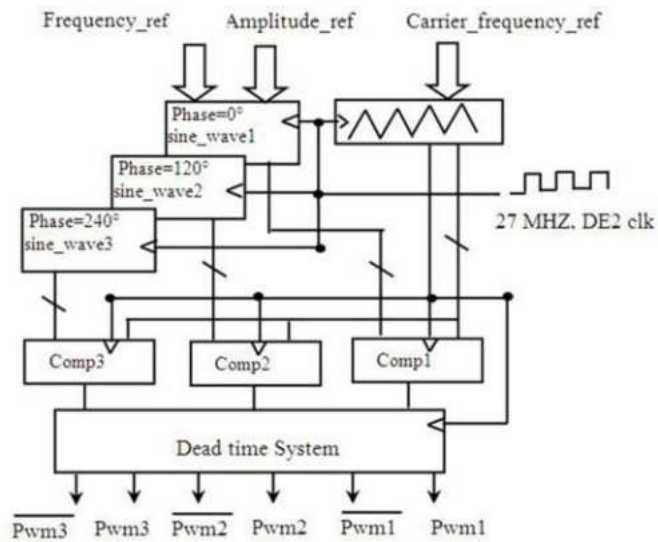 Frequency_ref Amplitude_ref Carrier_frequency_ref
Phase=0°
sine_wave1
Phase=120°
sine_wave2
Phase=240°
sine_wave3
27 MHZ, DE2 clk
Comp3 Comp2 Comp1
Dead time System
Pwm3 Pwm3 Pwm2 Pwm2 Pwm1 Pwm1